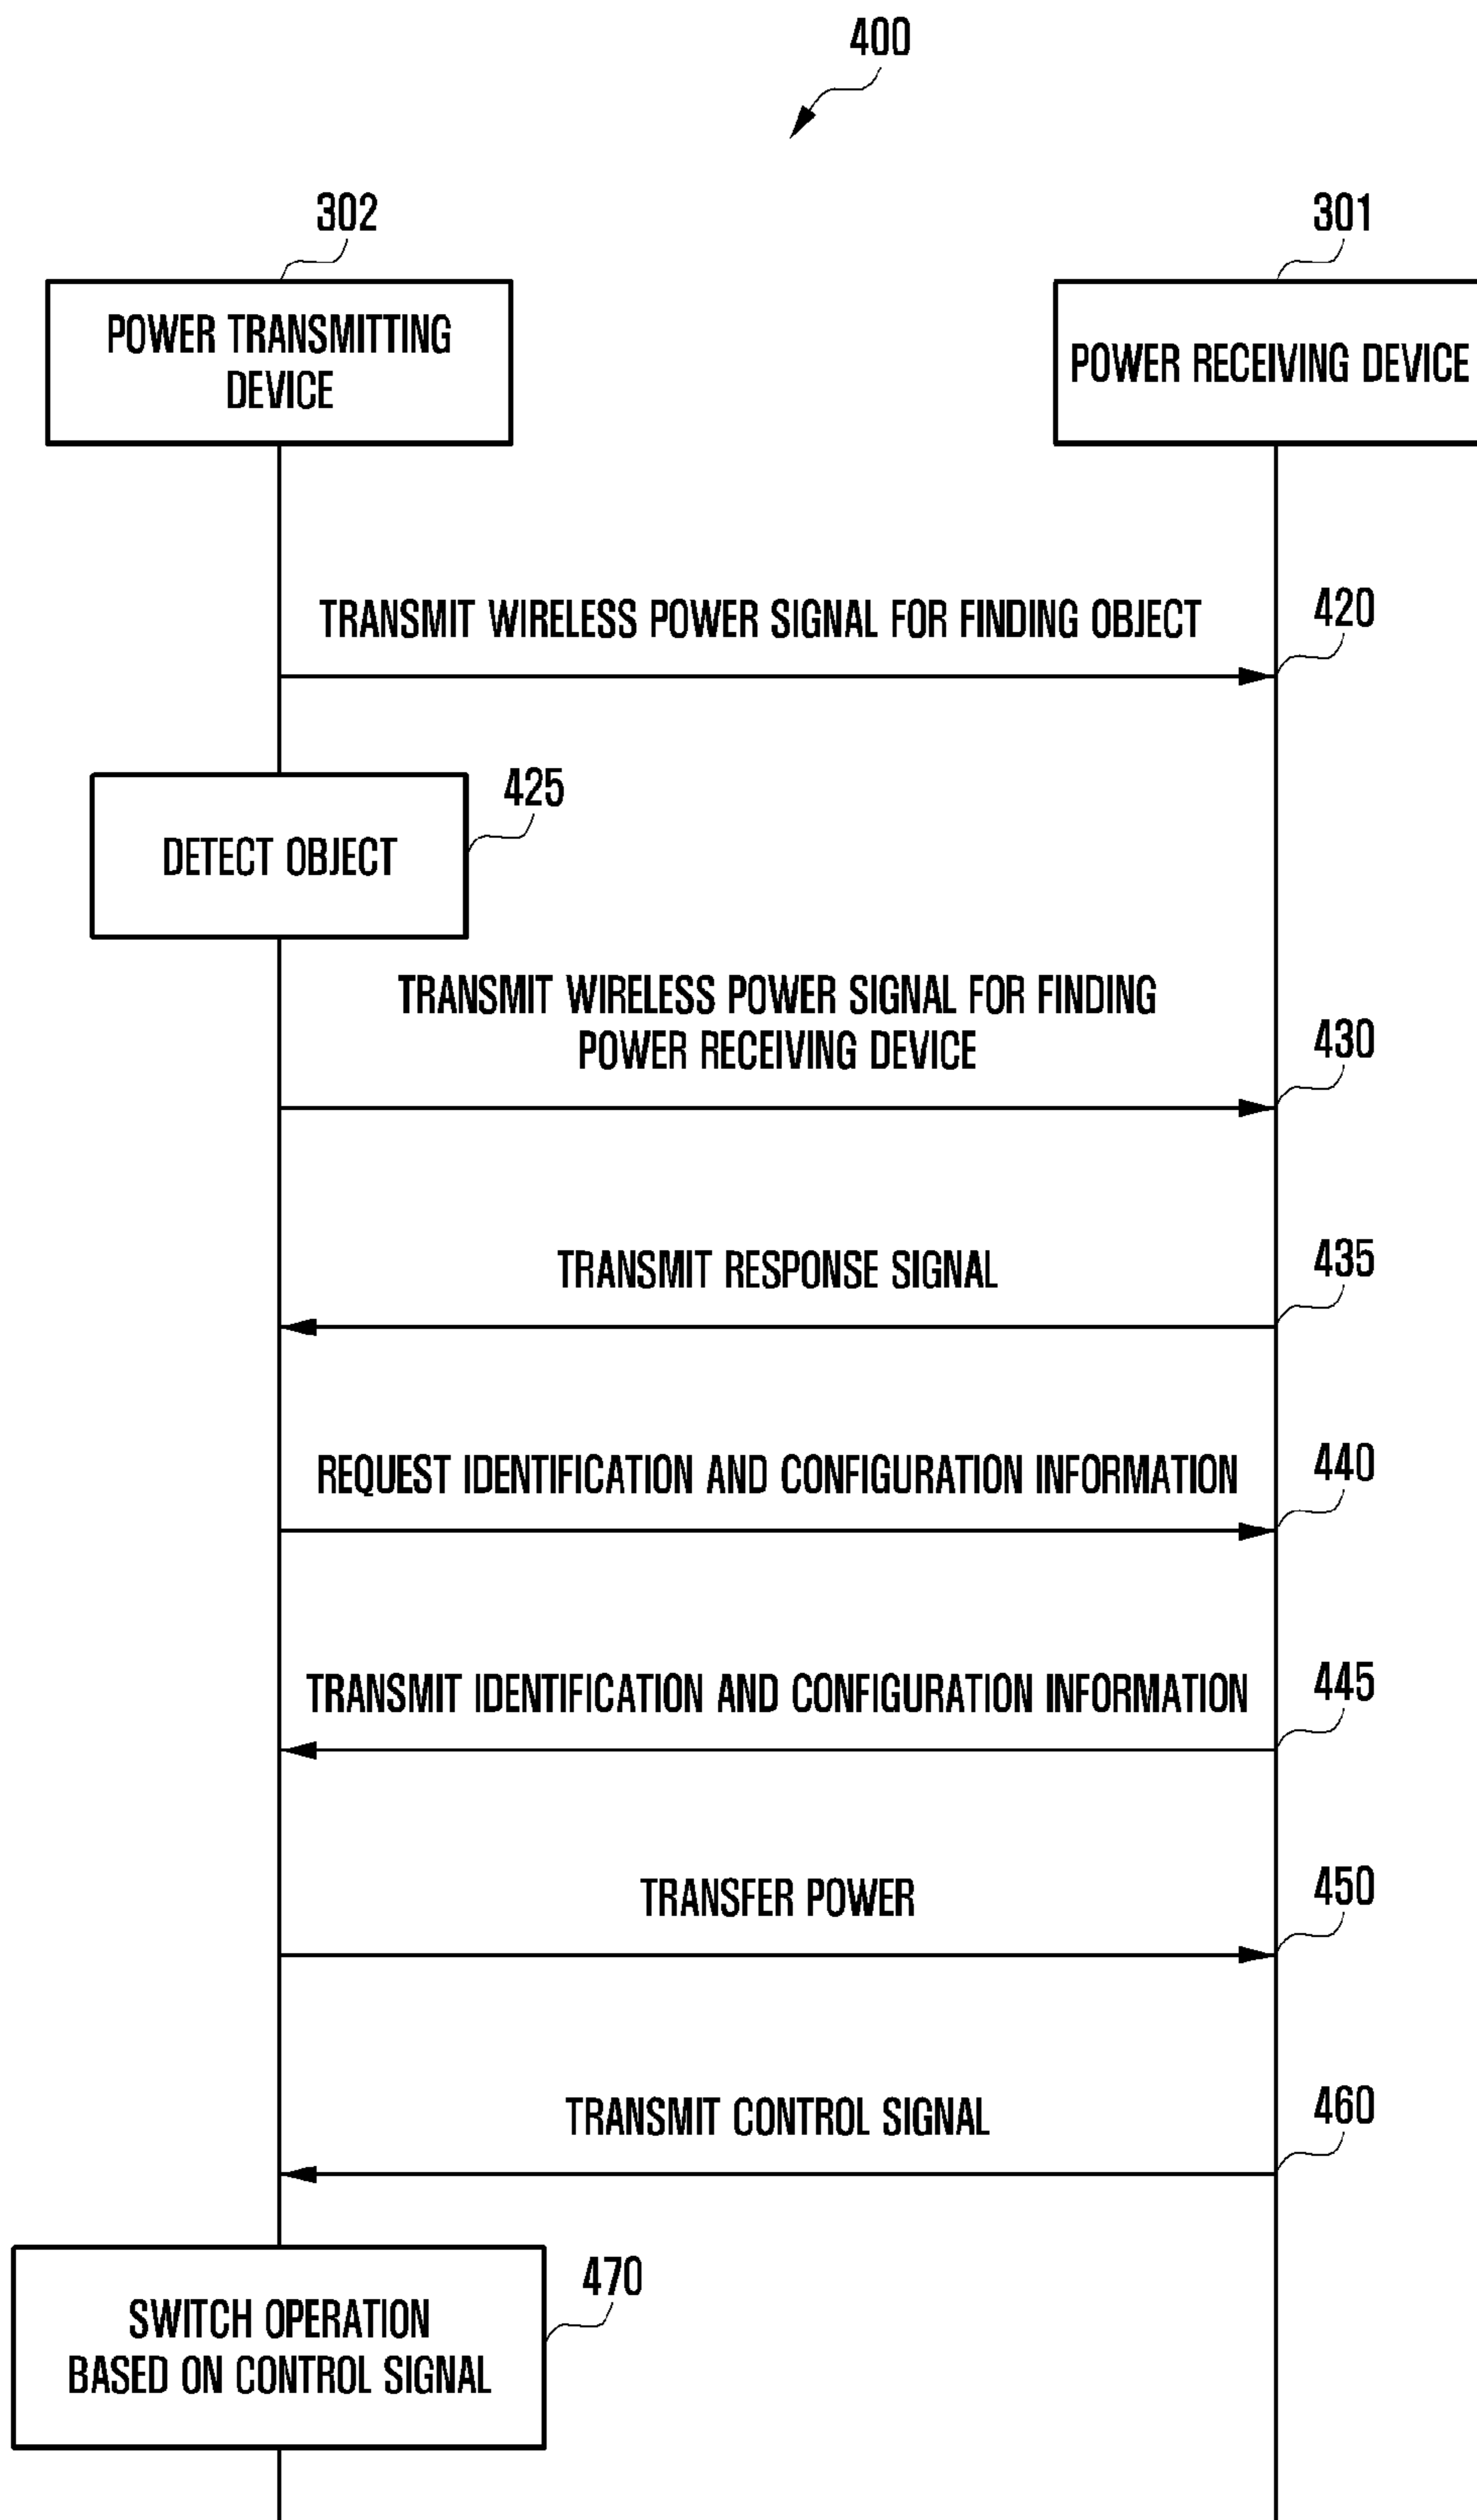 400
302
301
POWER TRANSMITTING
DEVICE
POWER RECEIVING DEVICE
TRANSMIT WIRELESS POWER SIGNAL FOR FINDING OBJECT
420
425
DETECT OBJECT
TRANSMIT WIRELESS POWER SIGNAL FOR FINDING
POWER RECEIVING DEVICE
430
TRANSMIT RESPONSE SIGNAL
435
REQUEST IDENTIFICATION AND CONFIGURATION INFORMATION
440
TRANSMIT IDENTIFICATION AND CONFIGURATION INFORMATION
445
TRANSFER POWER
450
TRANSMIT CONTROL SIGNAL
460
470
SWITCH OPERATION
BASED ON CONTROL SIGNAL